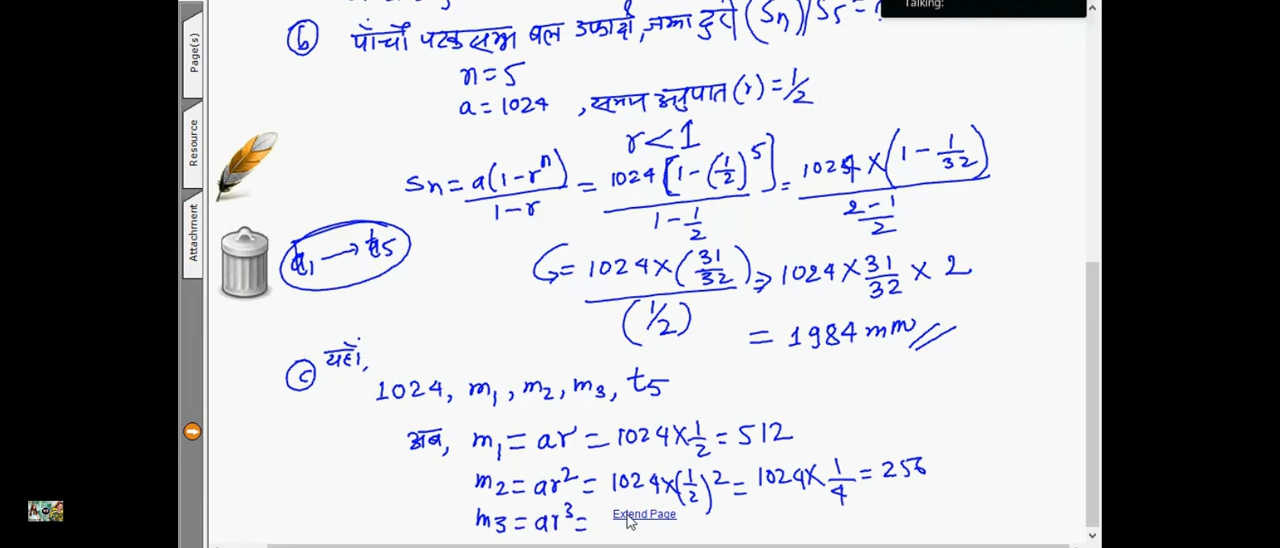 Talking:
Page(s)
Resource
Attachment
(b) पाँचौं पटकसम्म बल उफ्रादा, जम्मा दुरी (Sn)/S5 = ?
n = 5
a = 1024 , समान अनुपात (r) = 1/2
r < 1
Sn = a(1-r^n)/(1-r) = 1024[1-(1/2)^5]/(1-1/2) = 1024 × (1 - 1/32)/((2-1)/2)
t1 → t5
= 1024 × (31/32)/(1/2) ⇒ 1024 × 31/32 × 2
= 1984 mm //
(c) यहाँ,
1024, m1, m2, m3, t5
अब, m1 = ar = 1024 × 1/2 = 512
m2 = ar^2 = 1024 × (1/2)^2 = 1024 × 1/4 = 256
m3 = ar^3 =
Extend Page